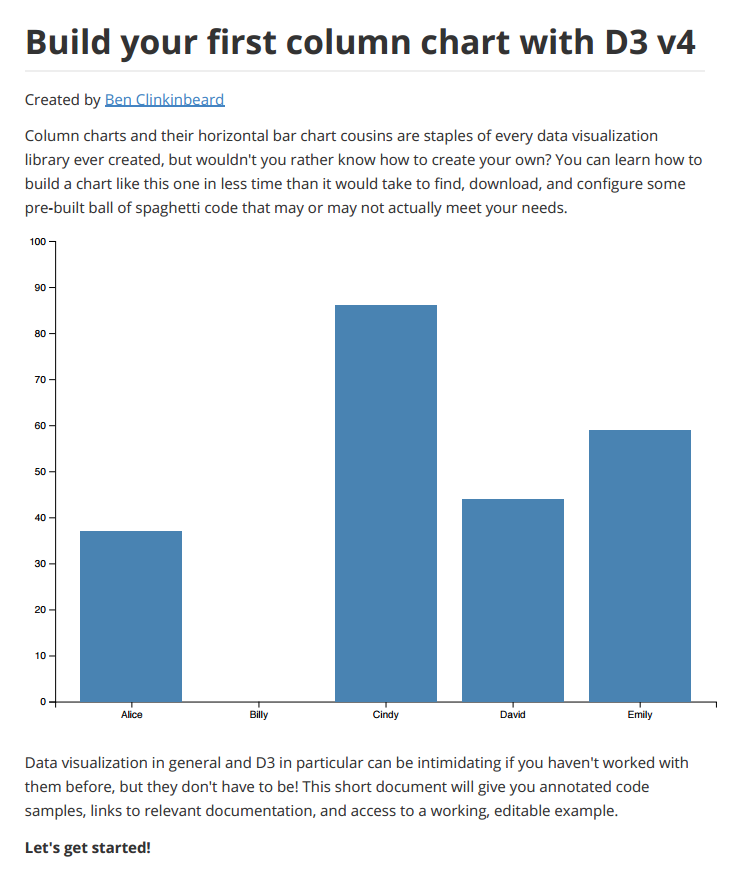 Build your first column chart with D3 v4
Created by Ben Clinkinbeard
Column charts and their horizontal bar chart cousins are staples of every data visualization
library ever created, but wouldn't you rather know how to create your own? You can learn how to
build a chart like this one in less time than it would take to find, download, and configure some
pre-built ball of spaghetti code that may or may not actually meet your needs.
100
90
80
70
60
50
40
30
20
10
0
Alice Billy Cindy David Emily
Data visualization in general and D3 in particular can be intimidating if you haven't worked with
them before, but they don't have to be! This short document will give you annotated code
samples, links to relevant documentation, and access to a working, editable example.
Let's get started!